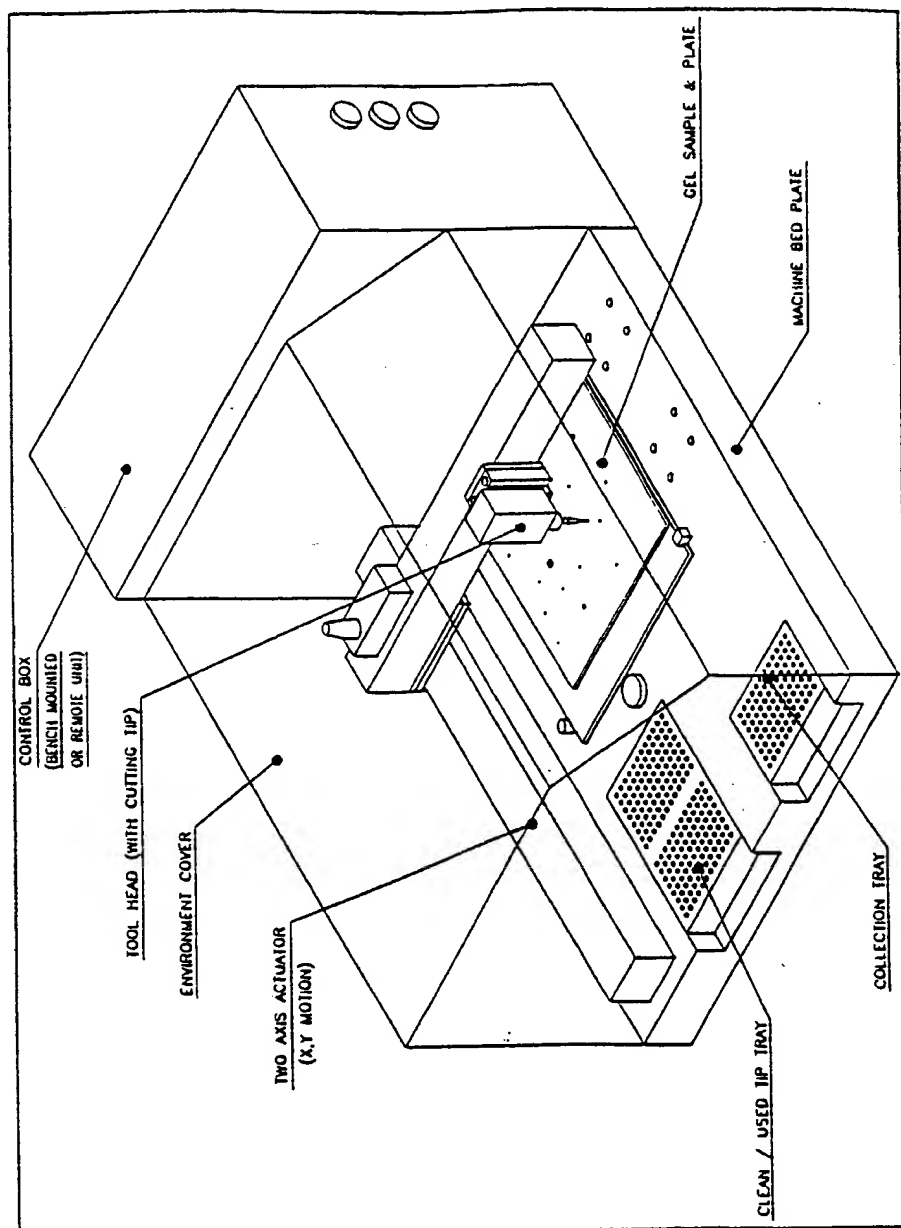 CONTROL BOX
(BENCH MOUNTED
OR REMOTE UNIT)
TOOL HEAD (WITH CUTTING TIP)
ENVIRONMENT COVER
TWO AXIS ACTUATOR
(X,Y MOTION)
CLEAN / USED TIP TRAY
COLLECTION TRAY
MACHINE BED PLATE
GEL SAMPLE & PLATE